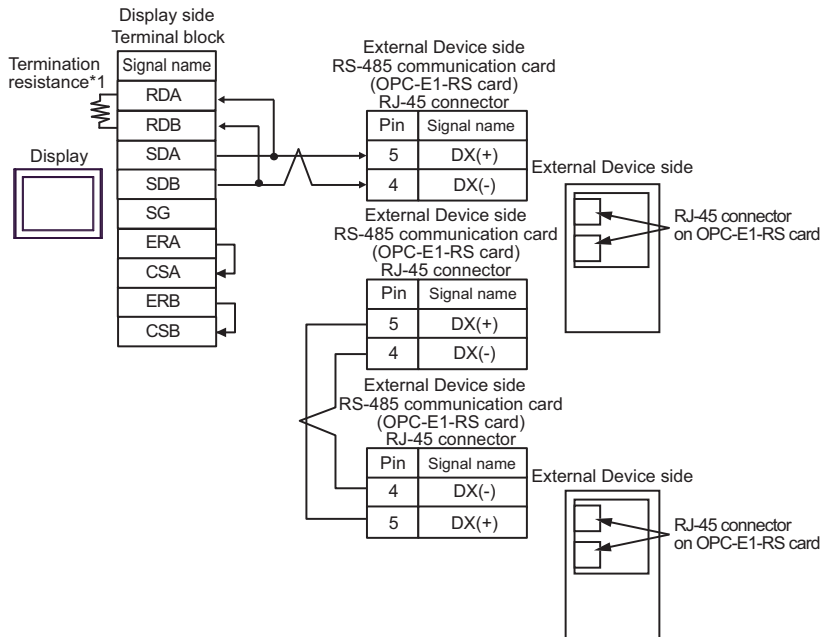 Display side
Terminal block
Termination
resistance*1
Signal name
RDA
RDB
SDA
SDB
SG
ERA
CSA
ERB
CSB
Display
External Device side
RS-485 communication card
(OPC-E1-RS card)
RJ-45 connector
Pin Signal name
5 DX(+)
4 DX(-)
External Device side
RJ-45 connector
on OPC-E1-RS card
External Device side
RS-485 communication card
(OPC-E1-RS card)
RJ-45 connector
Pin Signal name
5 DX(+)
4 DX(-)
External Device side
RS-485 communication card
(OPC-E1-RS card)
RJ-45 connector
Pin Signal name
4 DX(-)
5 DX(+)
External Device side
RJ-45 connector
on OPC-E1-RS card